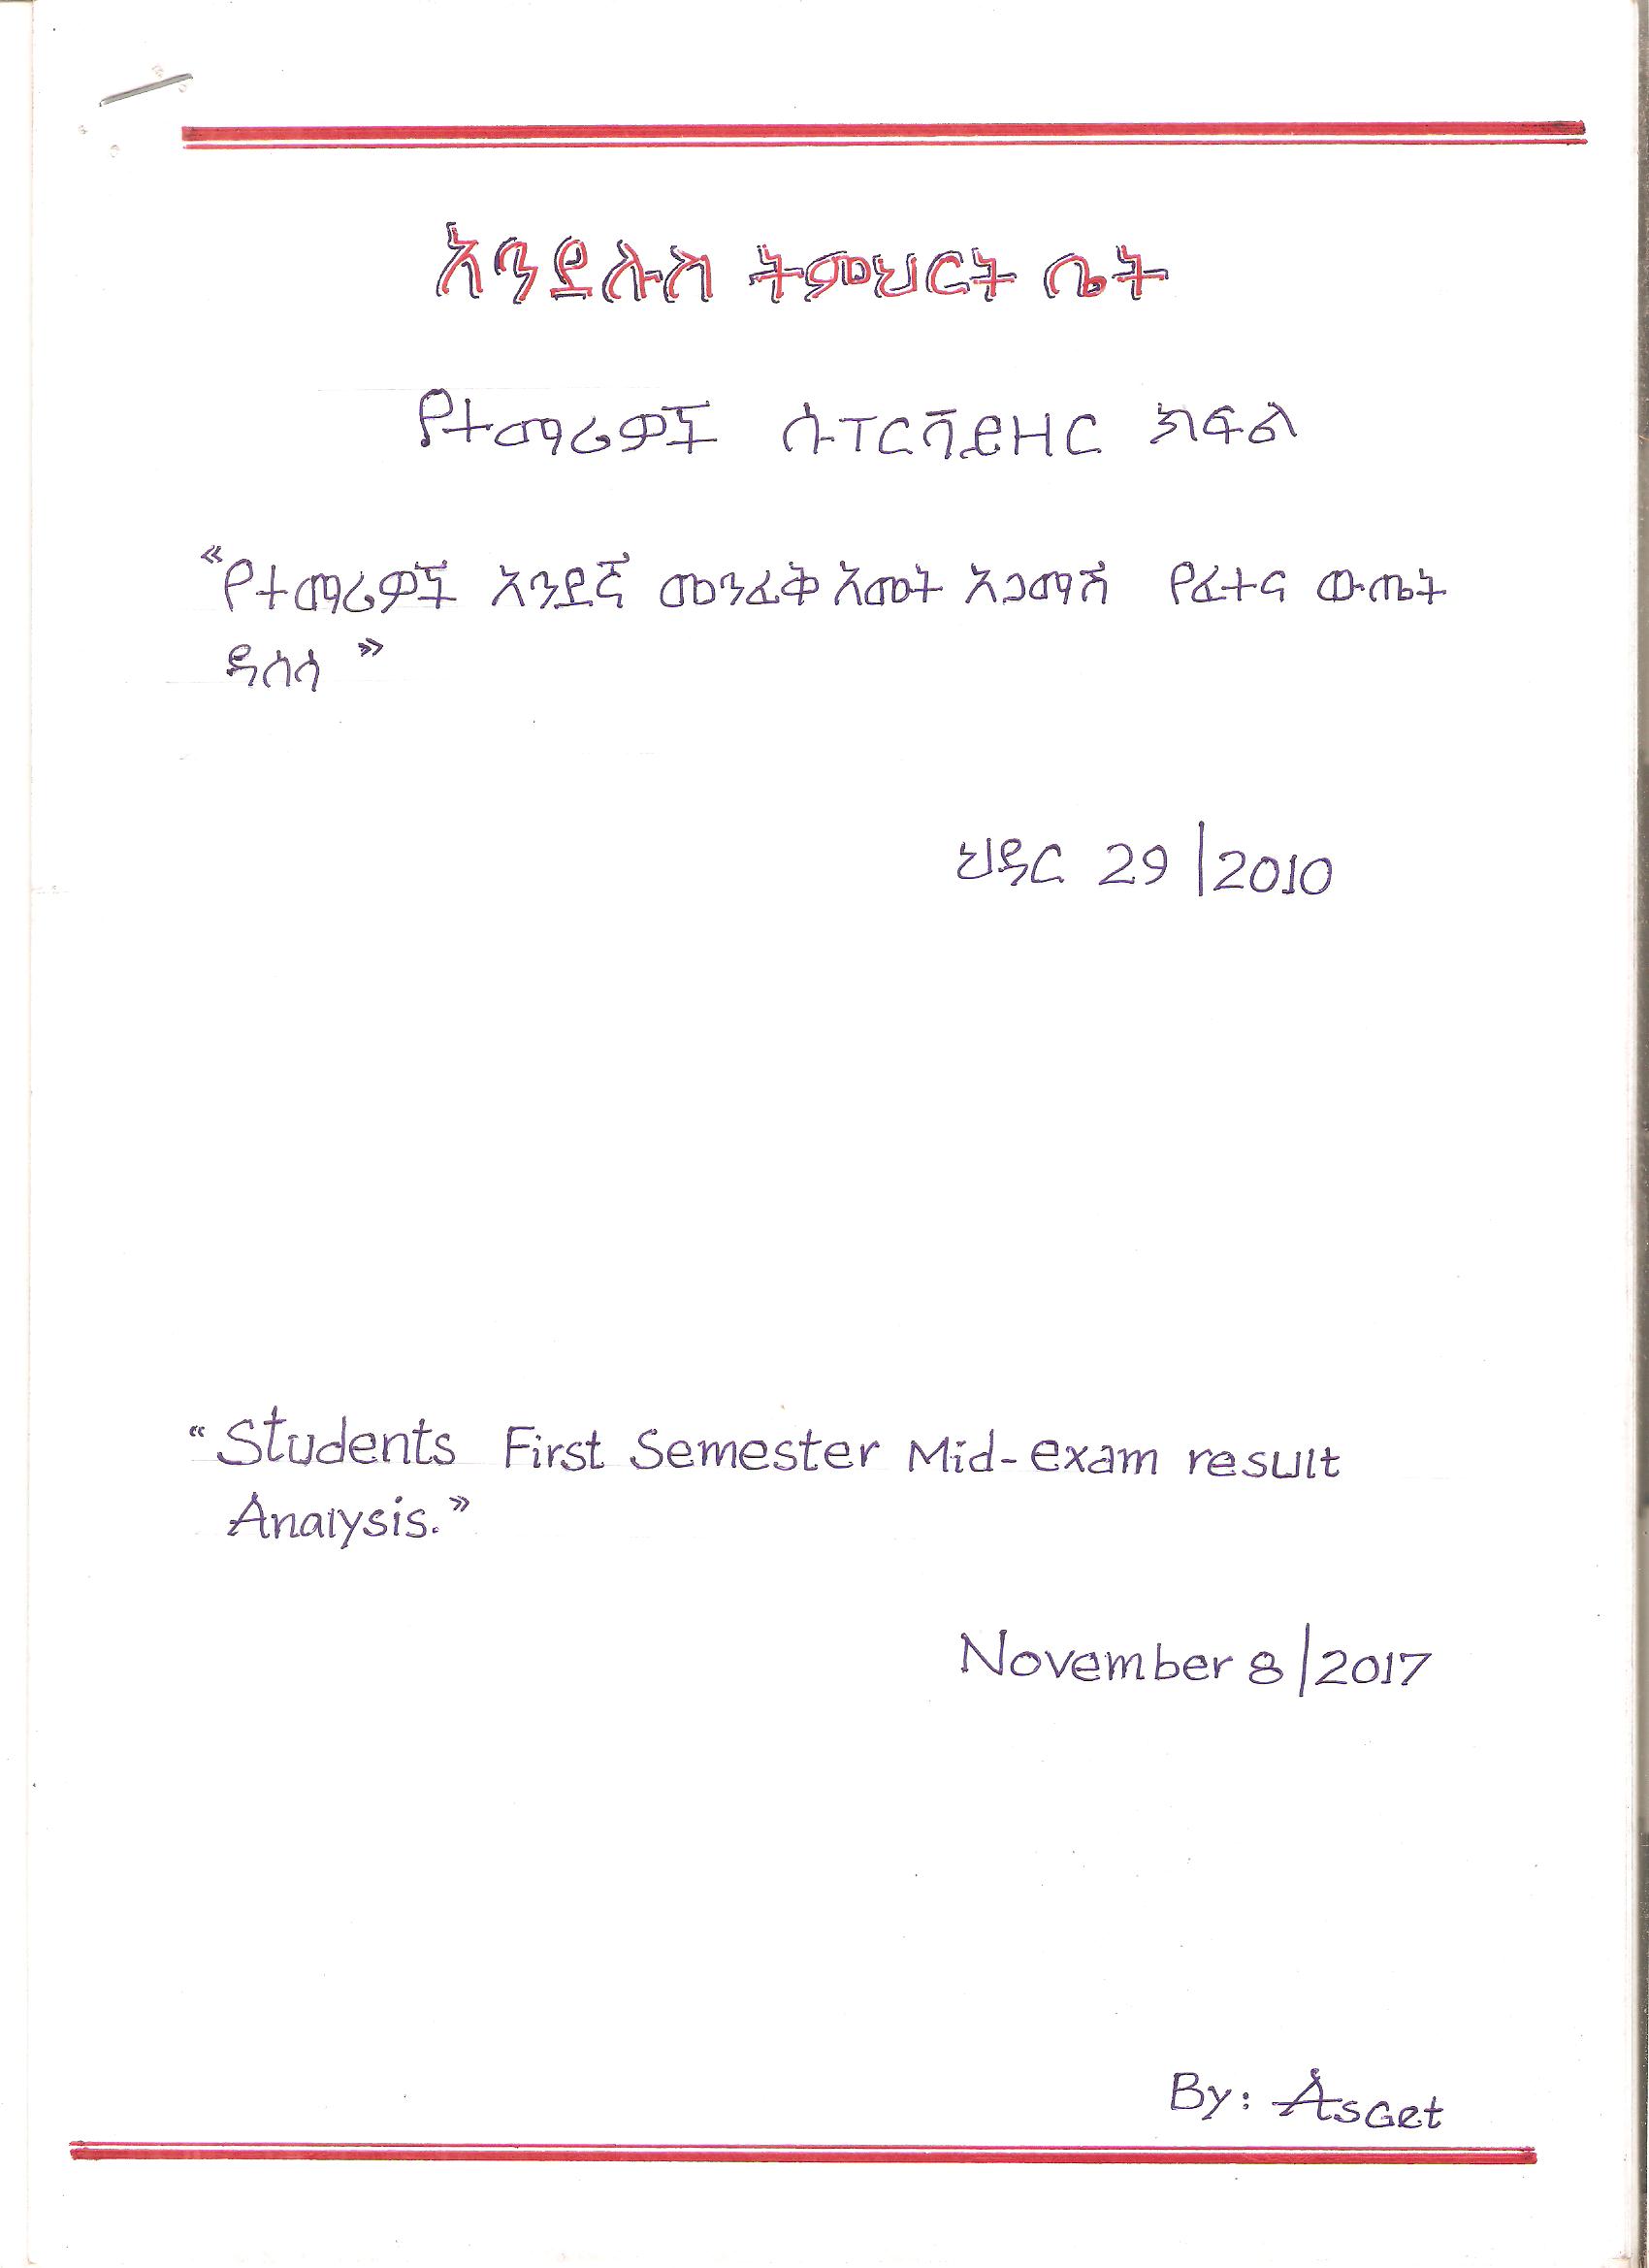 አንደሉስ ትምህርት ቤት
የተማሪዎች ሱፐርቫይዘር ክፍል
"የተማሪዎች አንደኛ መንፈቅ አመት አጋማሽ የፈተና ውጤት
ዳሰሳ"
ህዳር 29/2010
"Students First Semester Mid-exam result
Analysis."
November 8/2017
By: AsGet